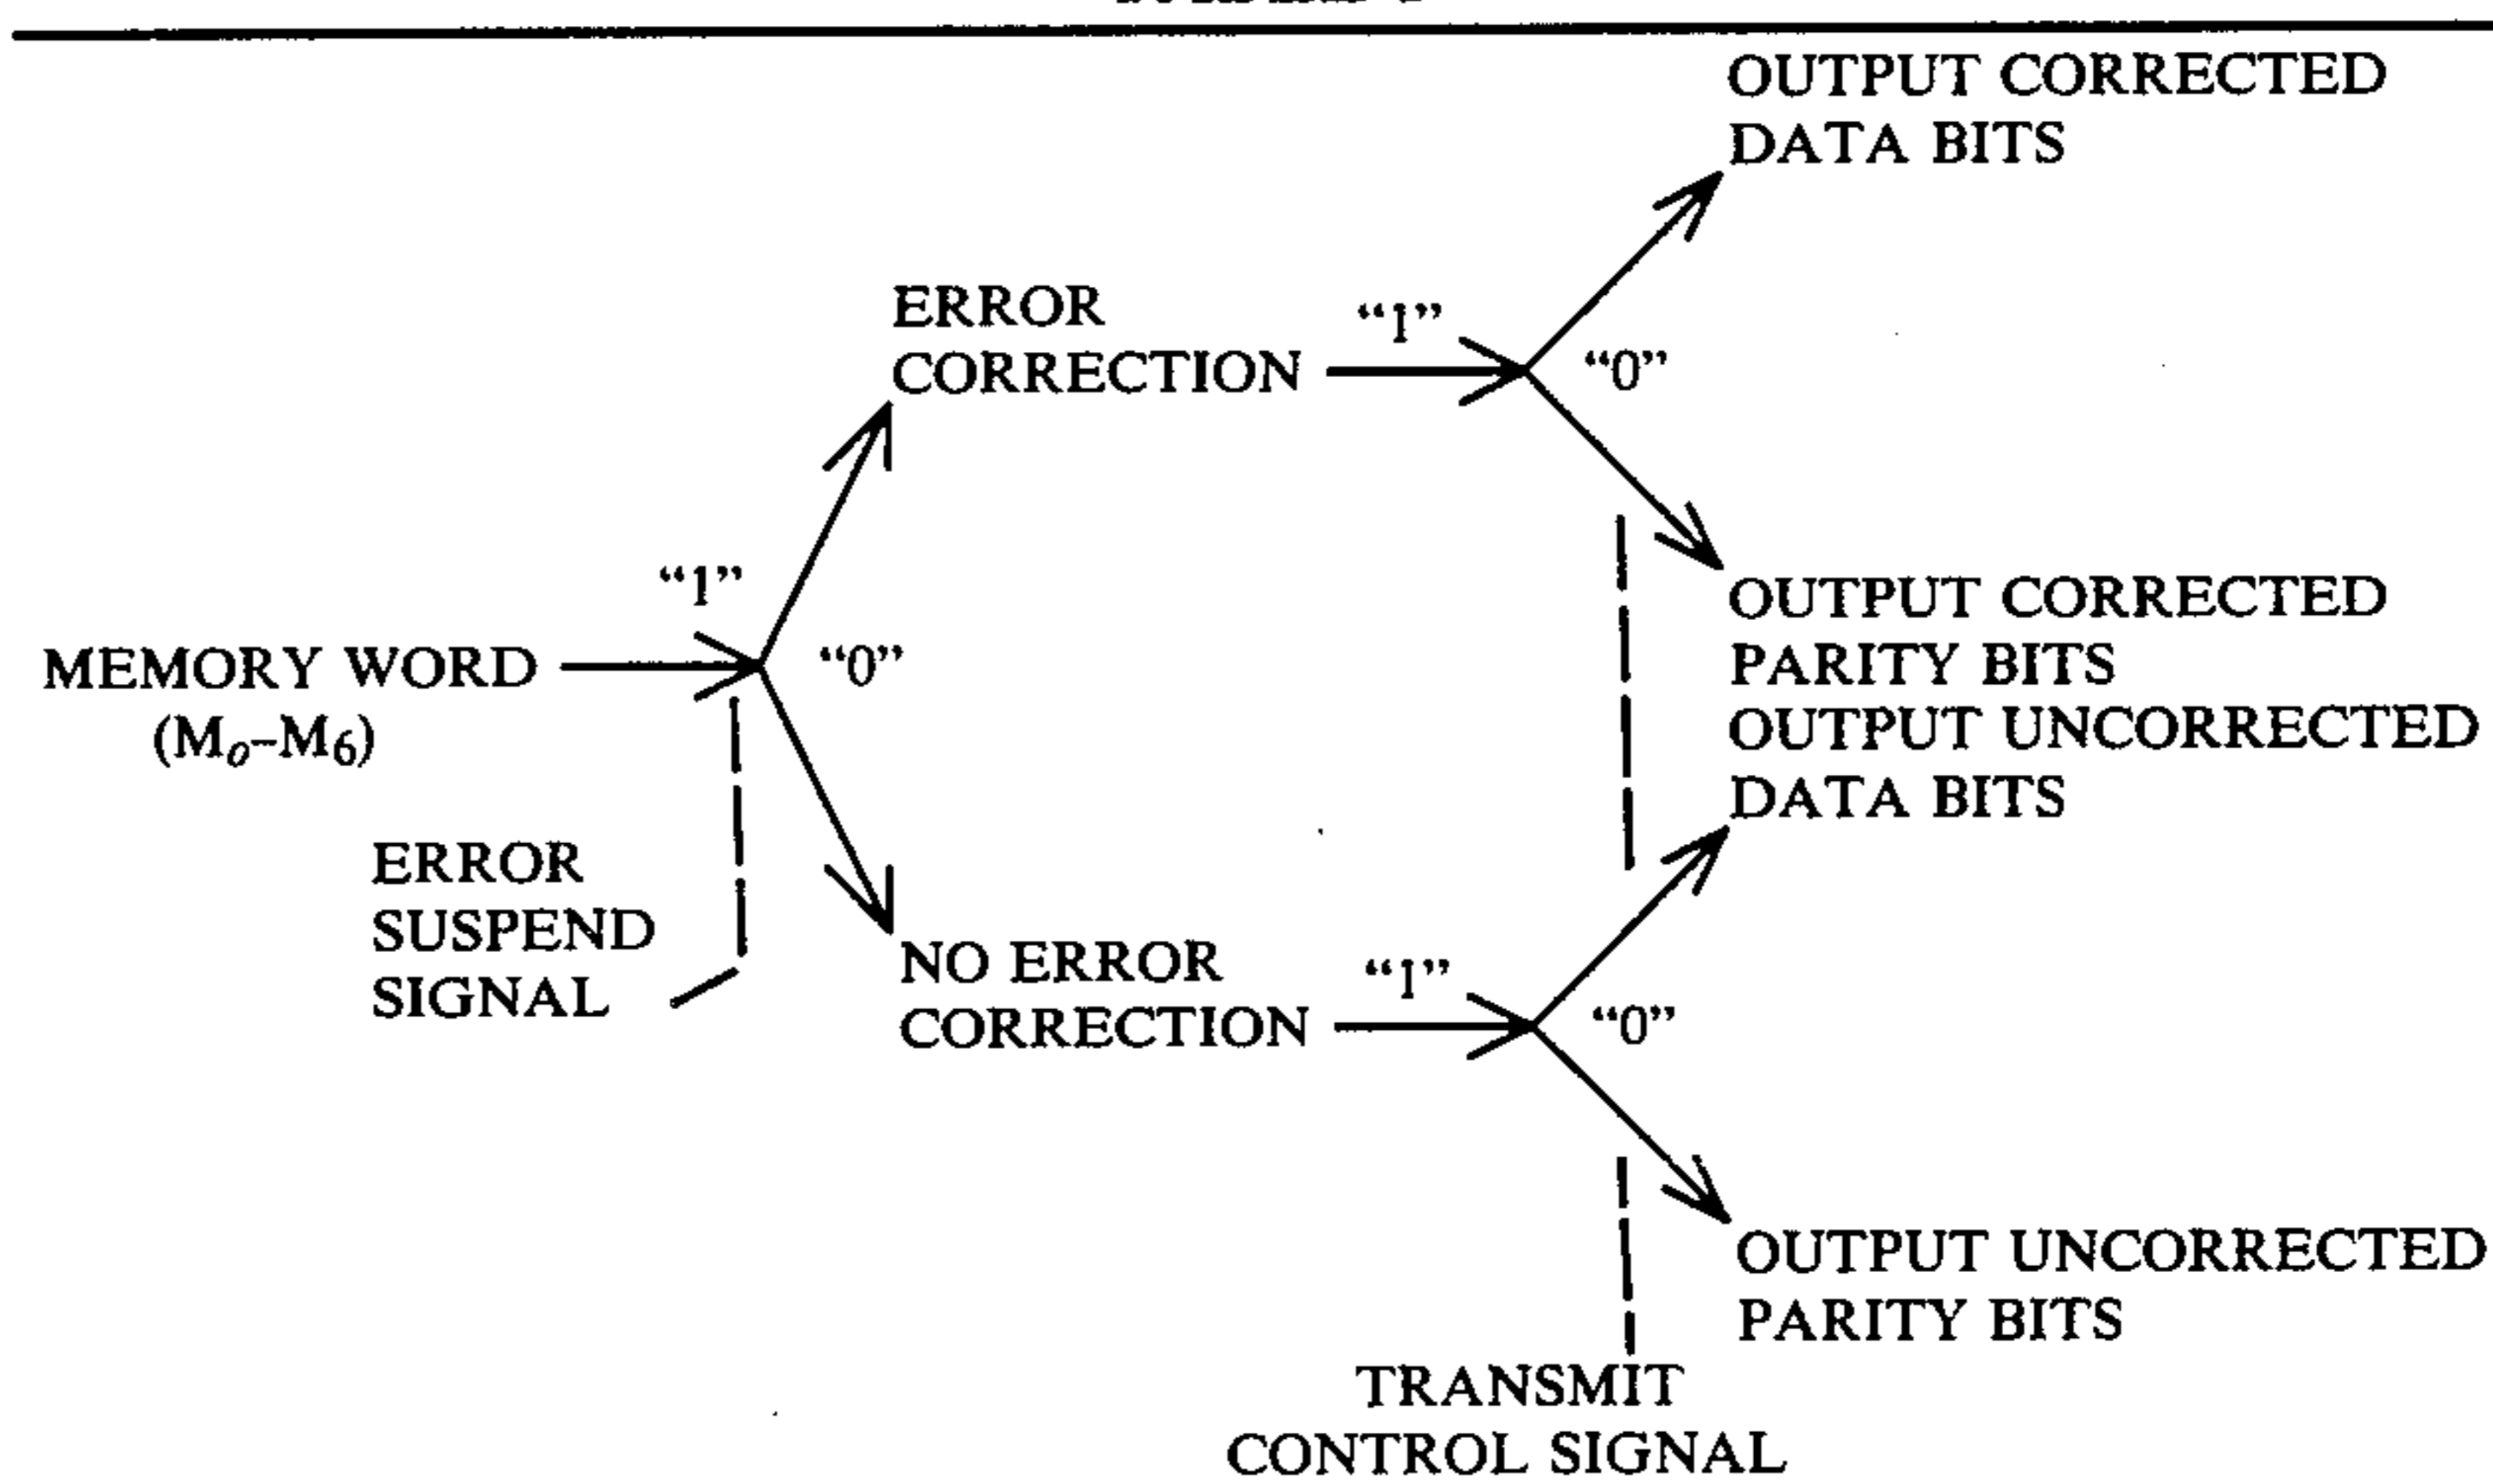 OUTPUT CORRECTED
DATA BITS
ERROR
CORRECTION
“1”
“0”
“1”
MEMORY WORD
(Mo–M6)
“0”
OUTPUT CORRECTED
PARITY BITS
OUTPUT UNCORRECTED
DATA BITS
ERROR
SUSPEND
SIGNAL
NO ERROR
CORRECTION
“1”
“0”
OUTPUT UNCORRECTED
PARITY BITS
TRANSMIT
CONTROL SIGNAL